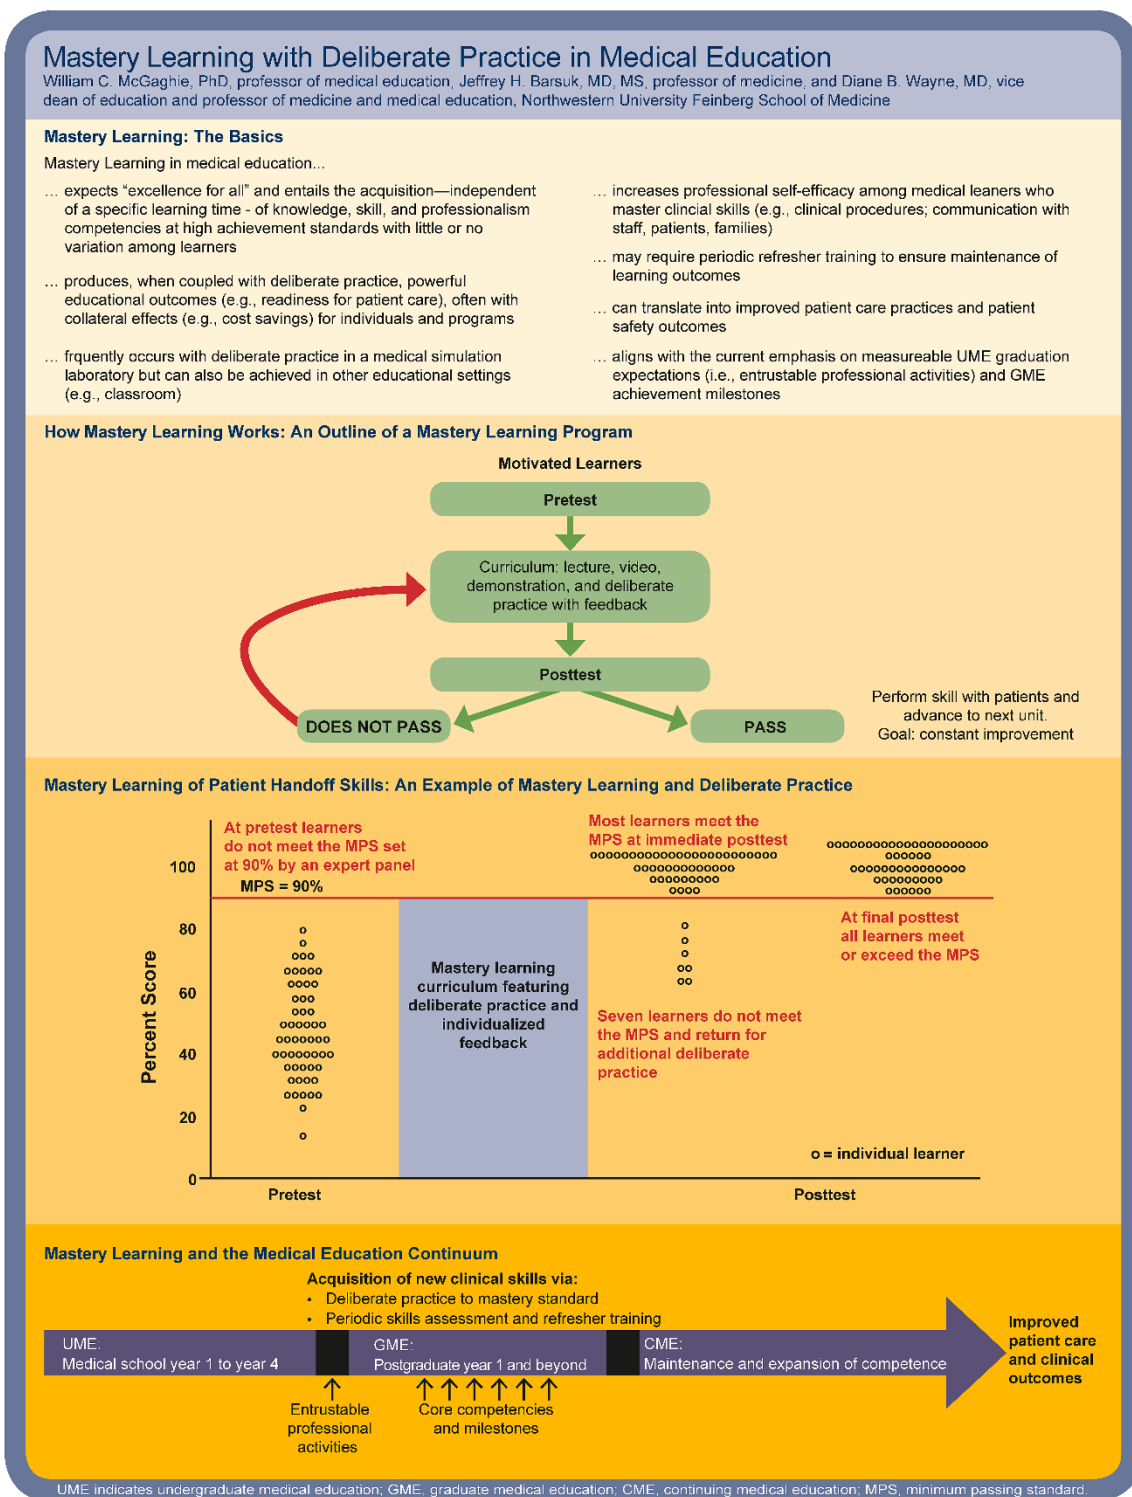 Mastery Learning with Deliberate Practice in Medical Education
William C. McGaghie, PhD, professor of medical education, Jeffrey H. Barsuk, MD, MS, professor of medicine, and Diane B. Wayne, MD, vice
dean of education and professor of medicine and medical education, Northwestern University Feinberg School of Medicine
Mastery Learning: The Basics
Mastery Learning in medical education...
... expects “excellence for all” and entails the acquisition—independent
of a specific learning time - of knowledge, skill, and professionalism
competencies at high achievement standards with little or no
variation among learners
... produces, when coupled with deliberate practice, powerful
educational outcomes (e.g., readiness for patient care), often with
collateral effects (e.g., cost savings) for individuals and programs
... frquently occurs with deliberate practice in a medical simulation
laboratory but can also be achieved in other educational settings
(e.g., classroom)
... increases professional self-efficacy among medical leaners who
master clincial skills (e.g., clinical procedures; communication with
staff, patients, families)
... may require periodic refresher training to ensure maintenance of
learning outcomes
... can translate into improved patient care practices and patient
safety outcomes
... aligns with the current emphasis on measureable UME graduation
expectations (i.e., entrustable professional activities) and GME
achievement milestones
How Mastery Learning Works: An Outline of a Mastery Learning Program
Motivated Learners
Pretest
Curriculum: lecture, video,
demonstration, and deliberate
practice with feedback
Posttest
DOES NOT PASS
PASS
Perform skill with patients and
advance to next unit.
Goal: constant improvement
Mastery Learning of Patient Handoff Skills: An Example of Mastery Learning and Deliberate Practice
Percent Score
100
80
60
40
20
0
At pretest learners
do not meet the MPS set
at 90% by an expert panel
MPS = 90%
Mastery learning
curriculum featuring
deliberate practice and
individualized
feedback
Most learners meet the
MPS at immediate posttest
Seven learners do not meet
the MPS and return for
additional deliberate
practice
At final posttest
all learners meet
or exceed the MPS
o = individual learner
Pretest
Posttest
Mastery Learning and the Medical Education Continuum
Acquisition of new clinical skills via:
• Deliberate practice to mastery standard
• Periodic skills assessment and refresher training
UME:
Medical school year 1 to year 4
GME:
Postgraduate year 1 and beyond
CME:
Maintenance and expansion of competence
Improved
patient care
and clinical
outcomes
Entrustable
professional
activities
Core competencies
and milestones
UME indicates undergraduate medical education; GME, graduate medical education; CME, continuing medical education; MPS, minimum passing standard.